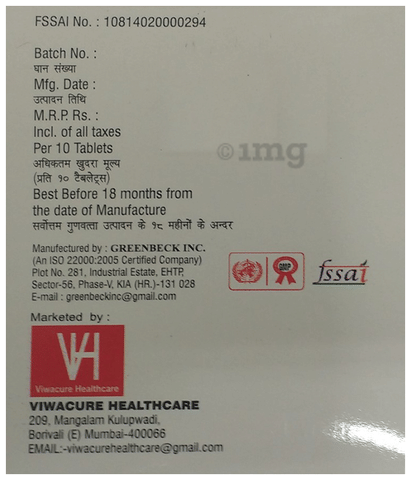 FSSAI No. : 10814020000294
Batch No. :
घान संख्या
Mfg. Date :
उत्पादन तिथि
M.R.P. Rs. :
Incl. of all taxes
Per 10 Tablets
अधिकतम खुदरा मूल्य
(प्रति १० टैबलेट्स)
Best Before 18 months from
the date of Manufacture
सर्वोत्तम गुणवत्ता उत्पादन के १८ महीनों के अन्दर
©1mg
Manufactured by : GREENBECK INC.
(An ISO 22000:2005 Certified Company)
Plot No. 281, Industrial Estate, EHTP,
Sector-56, Phase-V, KIA (HR.)-131 028
E-mail : greenbeckinc@gmail.com
GMP
fssai
Marketed by :
VH
Viwacure Healthcare
VIWACURE HEALTHCARE
209, Mangalam Kulupwadi,
Borivali (E) Mumbai-400066
EMAIL:-viwacurehealthcare@gmail.com